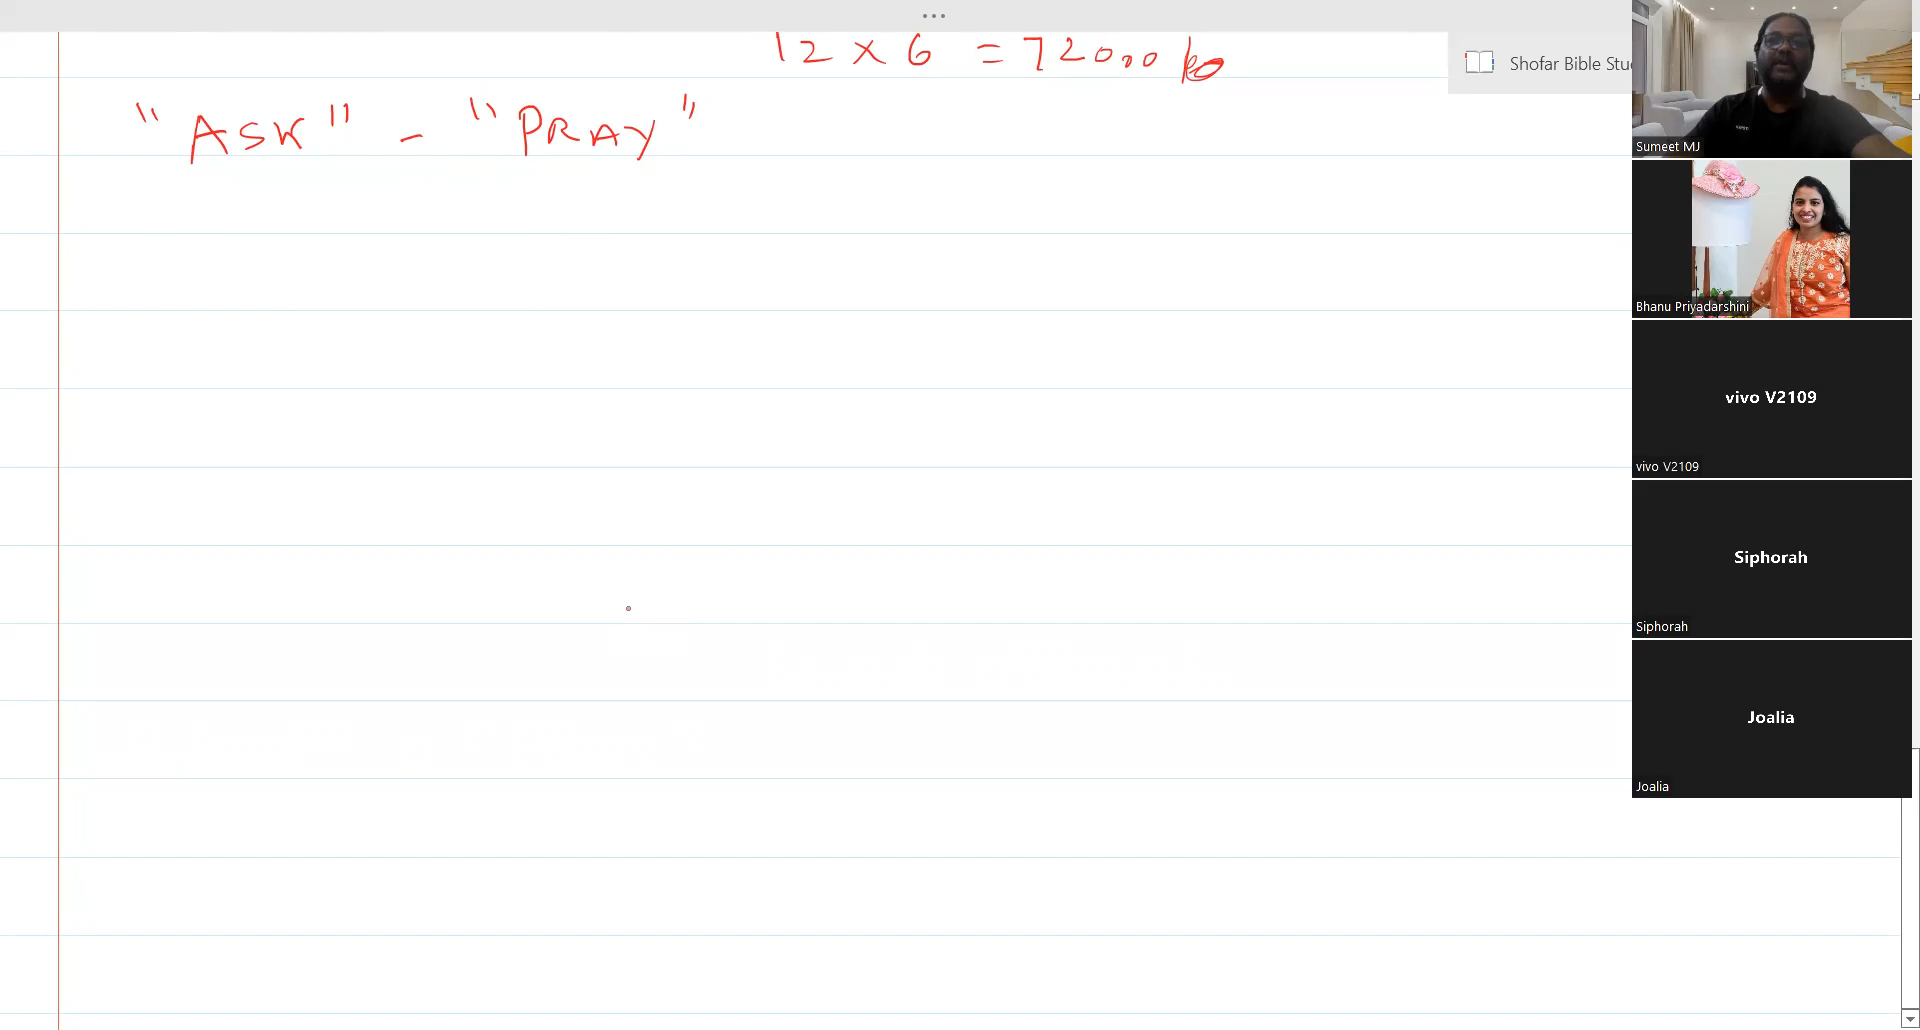 12 × 6 = 72000
"ASK" - "PRAY"
Shofar Bible Stu
Sumeet MJ
Bhanu Priyadarshini
vivo V2109
vivo V2109
Siphorah
Siphorah
Joalia
Joalia